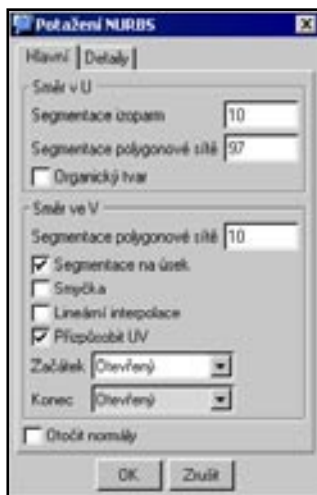 Potažení NURBS
Hlavní Detaily
Směr v U
Segmentace izoparm 10
Segmentace polygonové sítě 97
Organický tvar
Směr ve V
Segmentace polygonové sítě 10
Segmentace na úsek
Smyčka
Lineární interpolace
Přizpůsobit UV
Začátek Otevřený
Konec Otevřený
Otočit normály
OK Zrušit